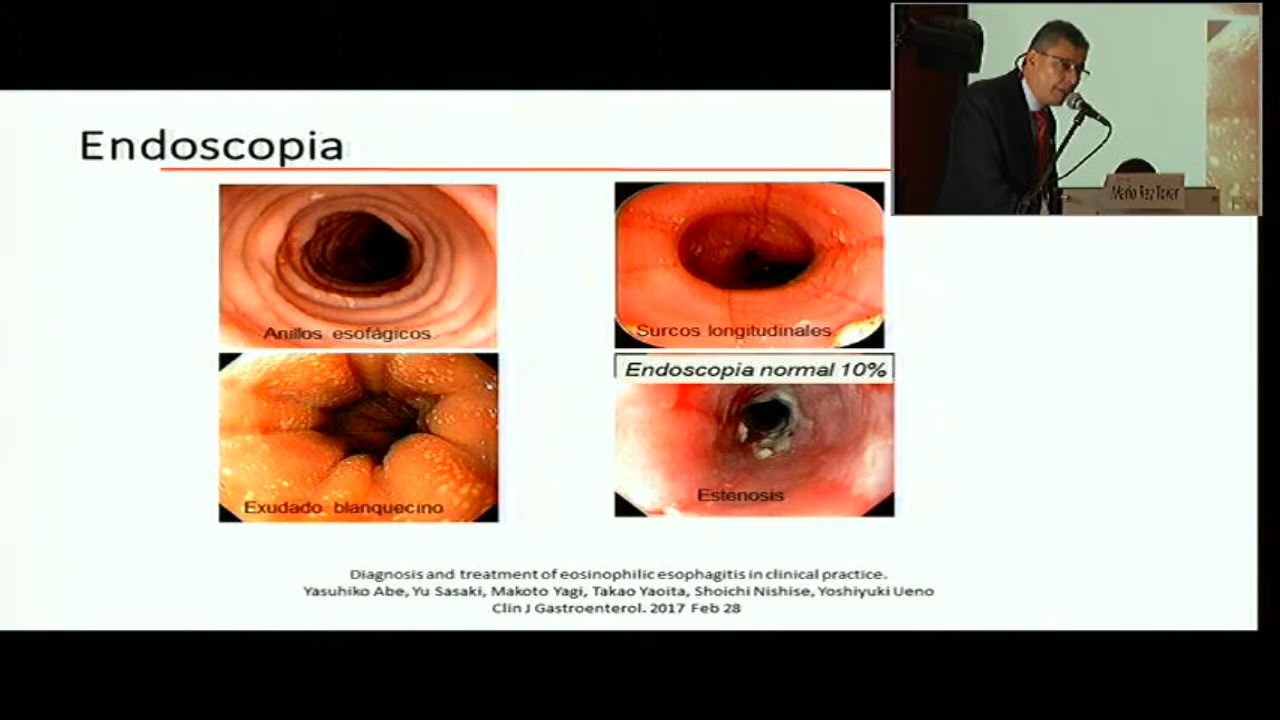 Endoscopia
Anillos esofágicos
Surcos longitudinales
Endoscopia normal 10%
Exudado blanquecino
Estenosis
Diagnosis and treatment of eosinophilic esophagitis in clinical practice.
Yasuhiko Abe, Yu Sasaki, Makoto Yagi, Takao Yaoita, Shoichi Nishise, Yoshiyuki Ueno
Clin J Gastroenterol. 2017 Feb 28